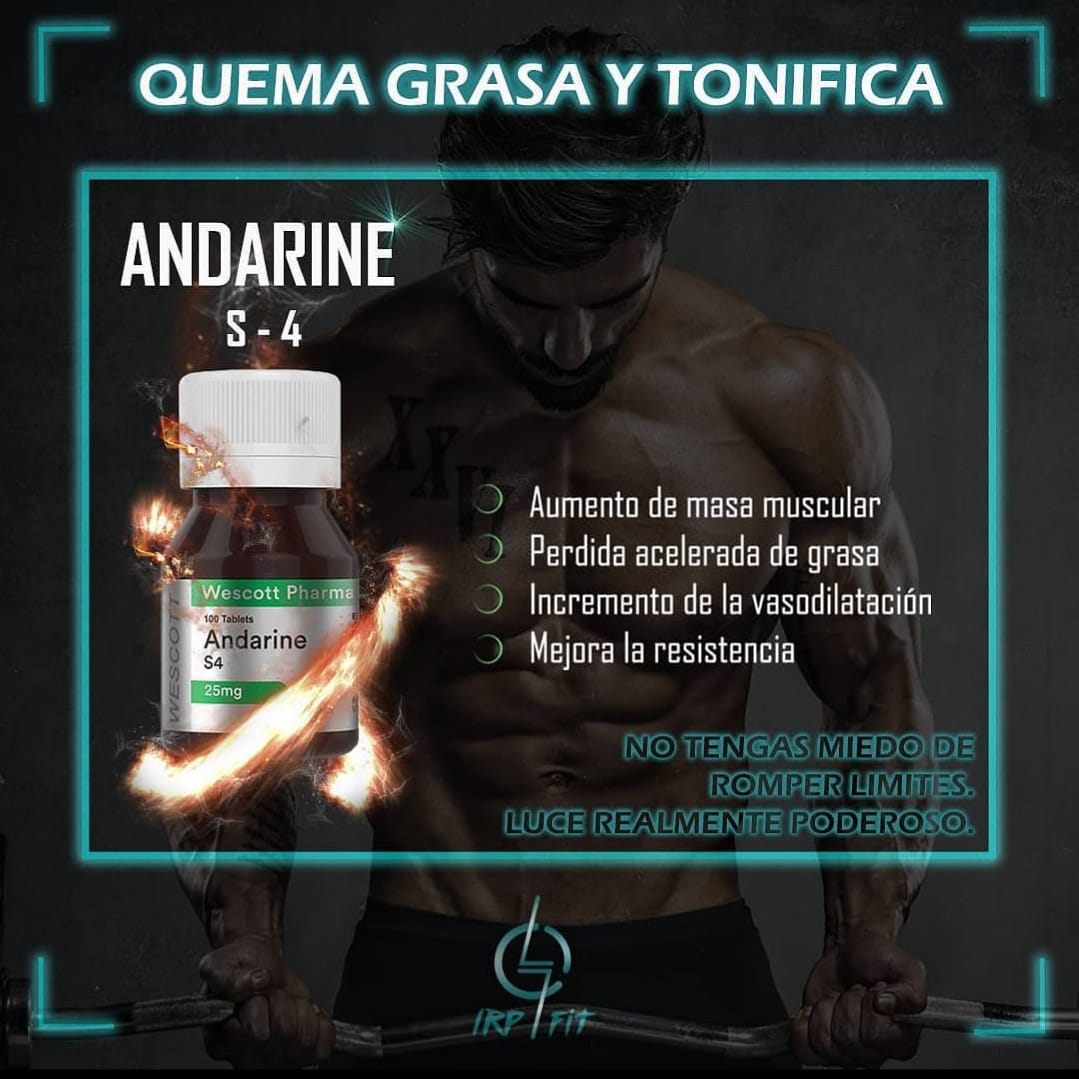 QUEMA GRASA Y TONIFICA
ANDARINE
S - 4
WESCOTT
Wescott Pharma
100 Tablets
Andarine
S4
25mg
Aumento de masa muscular
Perdida acelerada de grasa
Incremento de la vasodilatación
Mejora la resistencia
NO TENGAS MIEDO DE
ROMPER LIMITES.
LUCE REALMENTE PODEROSO.
IRP FIT